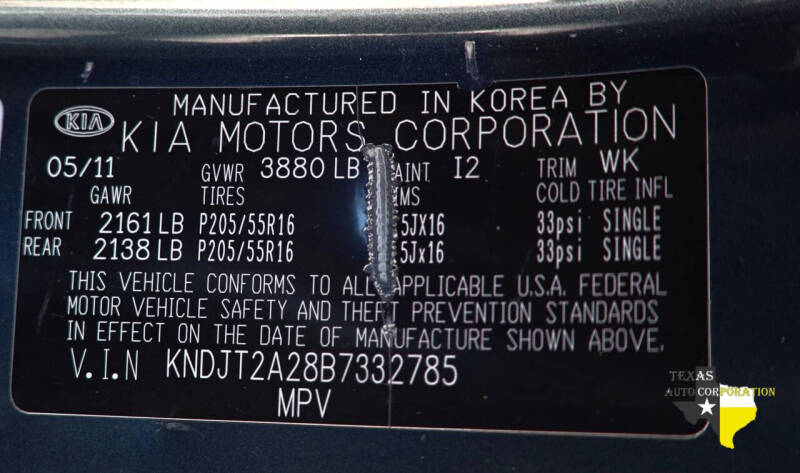 MANUFACTURED IN KOREA BY
KIA
KIA MOTORS CORPORATION
05/11 GVWR 3880 LB AINT I2 TRIM WK
GAWR TIRES MS COLD TIRE INFL
FRONT 2161 LB P205/55R16 5JX16 33psi SINGLE
REAR 2138 LB P205/55R16 5Jx16 33psi SINGLE
THIS VEHICLE CONFORMS TO ALL APPLICABLE U.S.A. FEDERAL
MOTOR VEHICLE SAFETY AND THEFT PREVENTION STANDARDS
IN EFFECT ON THE DATE OF MANUFACTURE SHOWN ABOVE.
V.I.N KNDJT2A28B7332785
MPV
TEXAS
AUTO CORPORATION